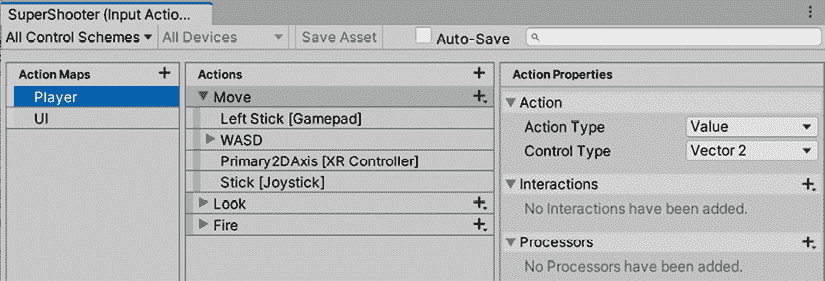 SuperShooter (Input Actio...
All Control Schemes All Devices Save Asset Auto-Save
Action Maps
Player
UI
Actions
Move
Left Stick [Gamepad]
WASD
Primary2DAxis [XR Controller]
Stick [Joystick]
Look
Fire
Action Properties
Action
Action Type Value
Control Type Vector 2
Interactions
No Interactions have been added.
Processors
No Processors have been added.